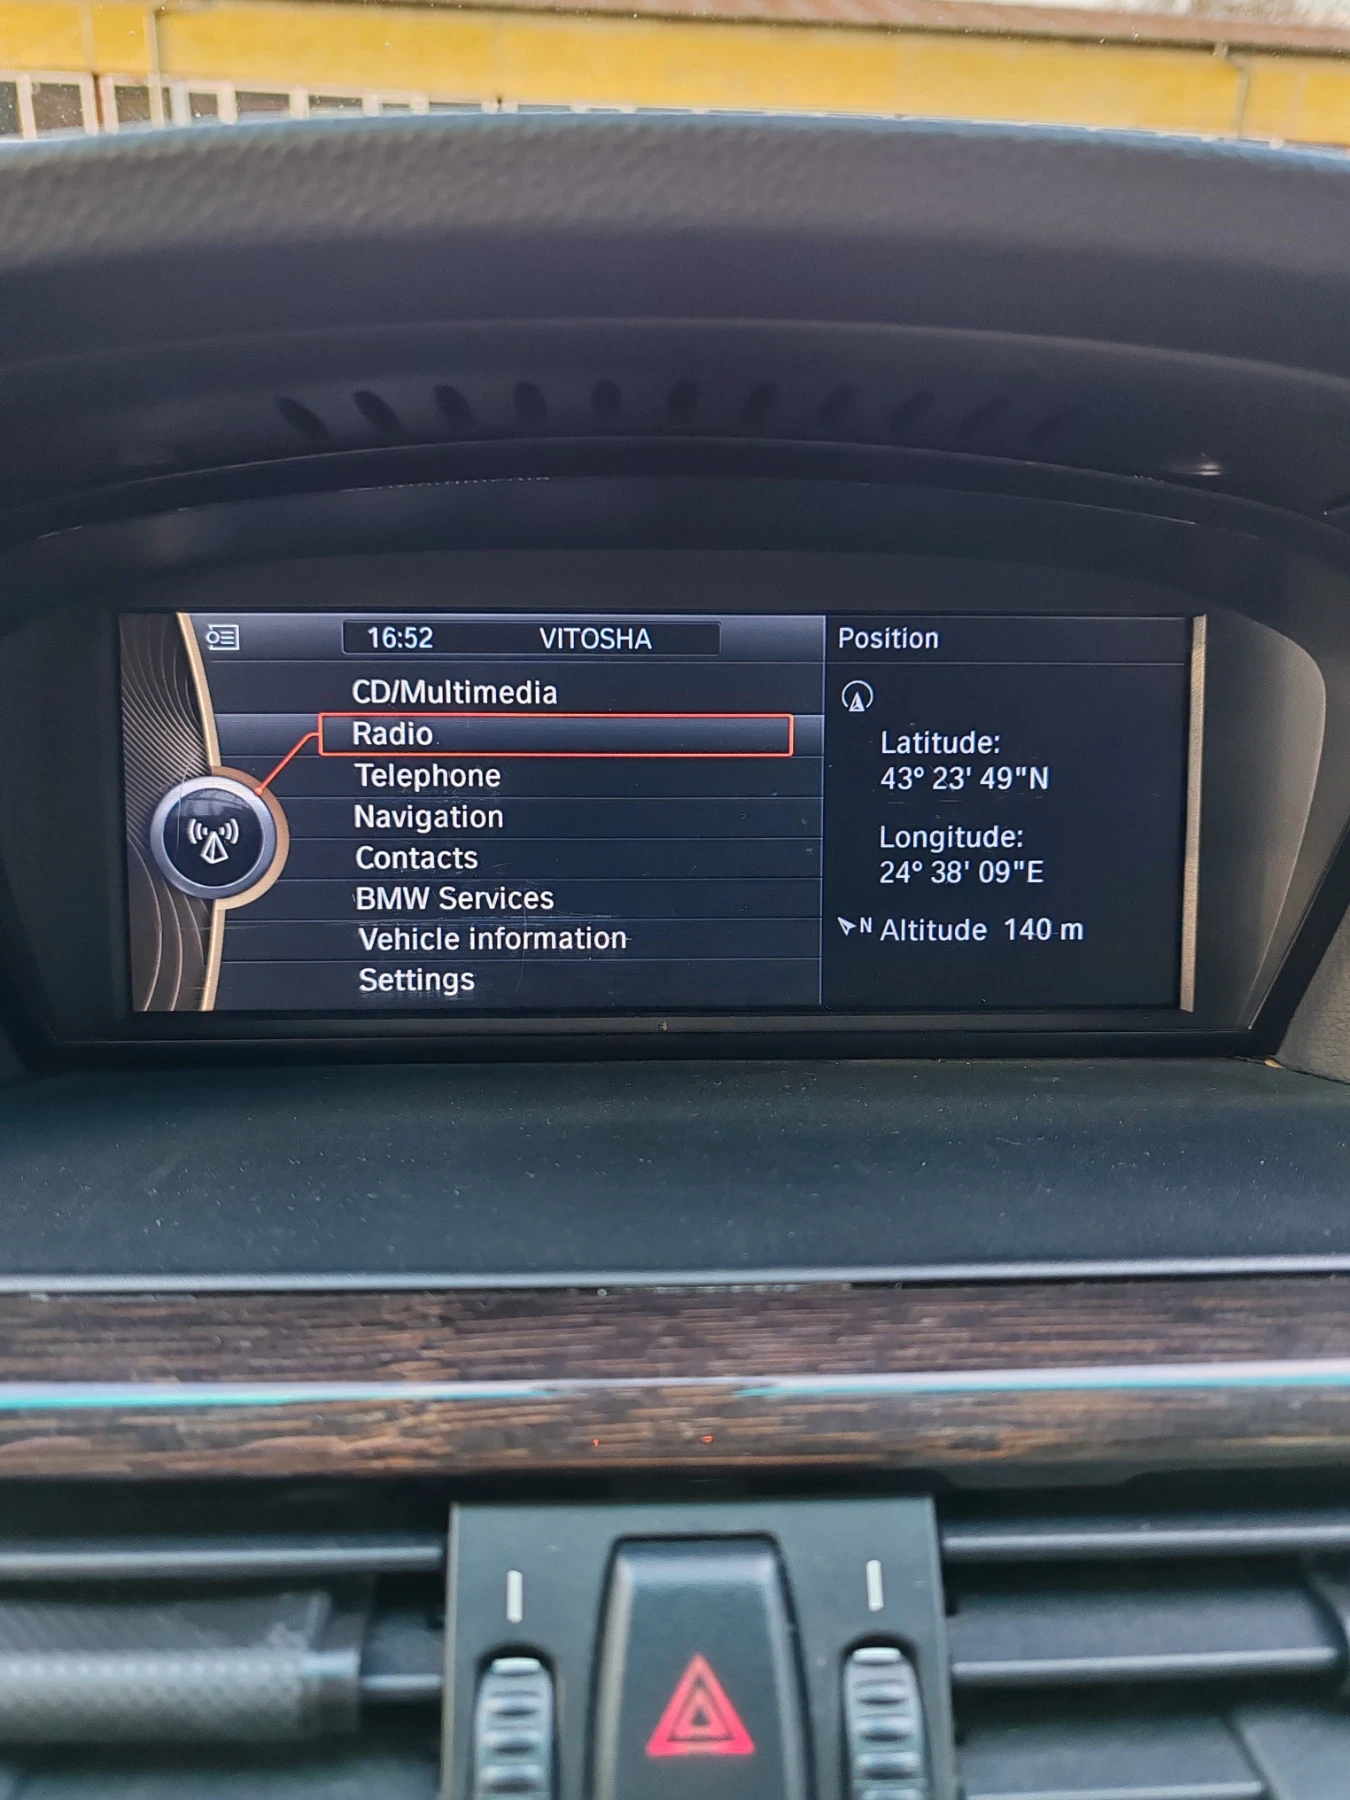 16:52 VITOSHA
CD/Multimedia
Radio
Telephone
Navigation
Contacts
BMW Services
Vehicle information
Settings
Position
Latitude:
43° 23' 49"N
Longitude:
24° 38' 09"E
N Altitude 140 m